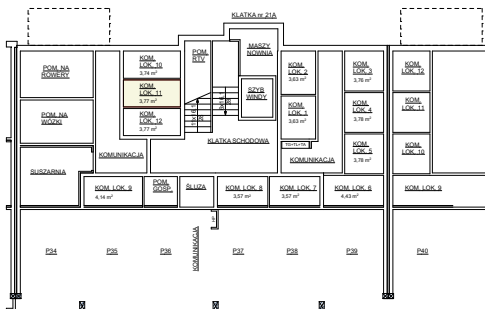 KLATKA nr 21A
POM. NA
ROWERY
KOM.
LOK. 10
3,74 m²
POM.
RTV
MASZY
NOWNIA
KOM.
LOK. 2
3,63 m²
KOM.
LOK. 3
3,76 m²
KOM.
LOK. 12
KOM.
LOK. 11
3,77 m²
SZYB
WINDY
POM. NA
WÓZKI
KOM.
LOK. 12
3,77 m²
KOM.
LOK. 1
3,63 m²
KOM.
LOK. 4
3,78 m²
KOM.
LOK. 11
KLATKA SCHODOWA
TG+TL+TA
KOMUNIKACJA
KOMUNIKACJA
KOM.
LOK. 5
3,78 m²
KOM.
LOK. 10
SUSZARNIA
KOM. LOK. 9
4,14 m²
POM.
GOSP.
ŚLUZA
KOM. LOK. 8
3,57 m²
KOM. LOK. 7
3,57 m²
KOM. LOK. 6
4,43 m²
KOM. LOK. 9
HP
KOMUNIKACJA
P34
P35
P36
P37
P38
P39
P40